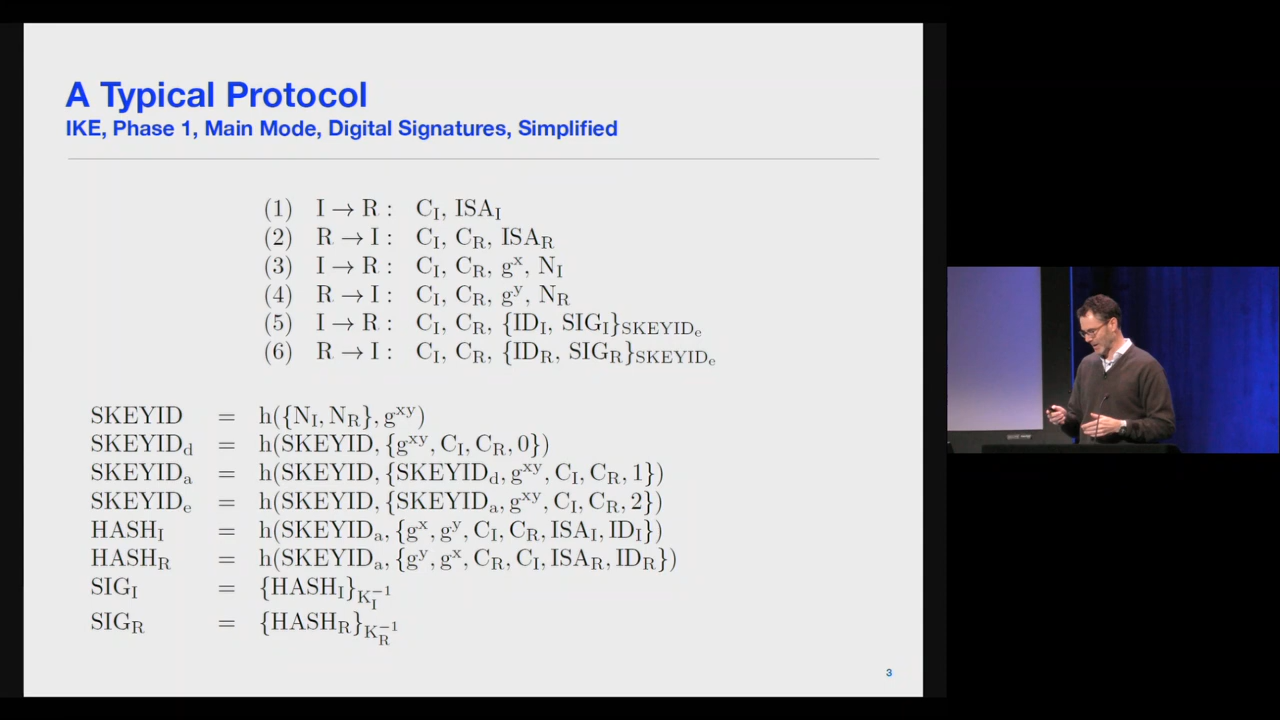 A Typical Protocol
IKE, Phase 1, Main Mode, Digital Signatures, Simplified
(1) I → R : C_I, ISA_I
(2) R → I : C_I, C_R, ISA_R
(3) I → R : C_I, C_R, g^x, N_I
(4) R → I : C_I, C_R, g^y, N_R
(5) I → R : C_I, C_R, {ID_I, SIG_I}_{SKEYID_e}
(6) R → I : C_I, C_R, {ID_R, SIG_R}_{SKEYID_e}
SKEYID = h({N_I, N_R}, g^{xy})
SKEYID_d = h(SKEYID, {g^{xy}, C_I, C_R, 0})
SKEYID_a = h(SKEYID, {SKEYID_d, g^{xy}, C_I, C_R, 1})
SKEYID_e = h(SKEYID, {SKEYID_a, g^{xy}, C_I, C_R, 2})
HASH_I = h(SKEYID_a, {g^x, g^y, C_I, C_R, ISA_I, ID_I})
HASH_R = h(SKEYID_a, {g^y, g^x, C_R, C_I, ISA_R, ID_R})
SIG_I = {HASH_I}_{K_I^{-1}}
SIG_R = {HASH_R}_{K_R^{-1}}
3